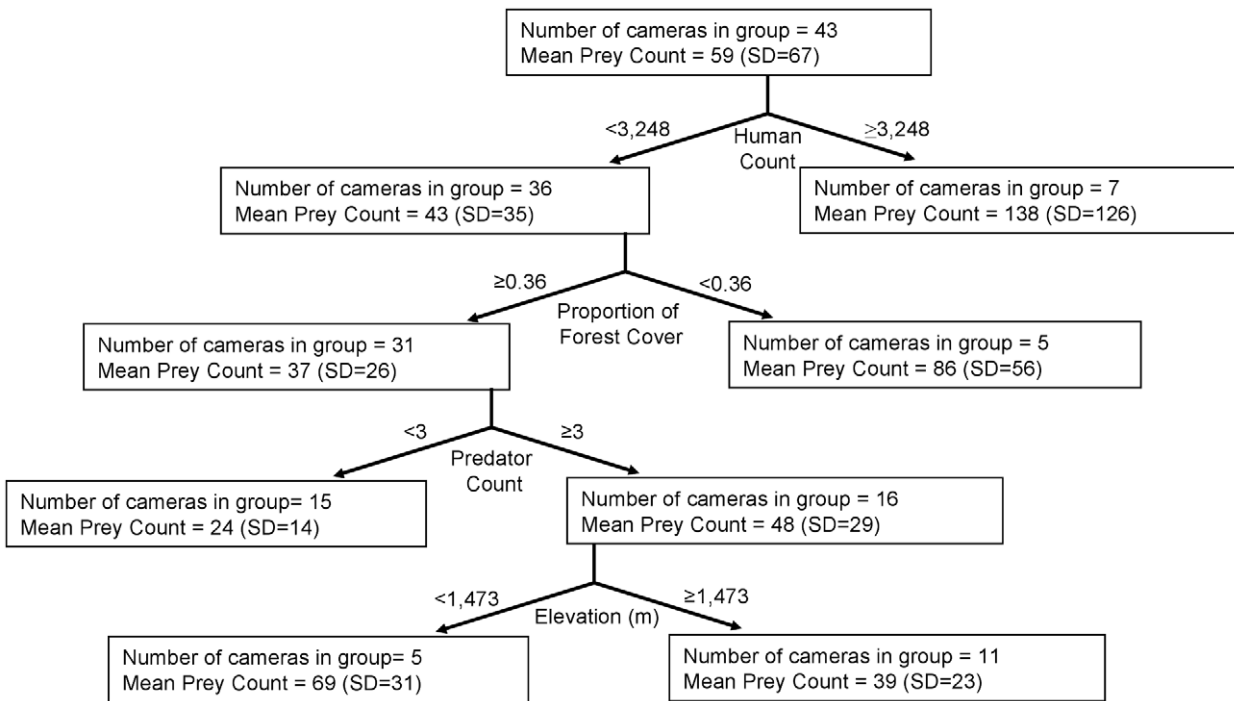 Number of cameras in group = 43
Mean Prey Count = 59 (SD=67)
<3,248
Human
Count
≥3,248
Number of cameras in group = 36
Mean Prey Count = 43 (SD=35)
Number of cameras in group = 7
Mean Prey Count = 138 (SD=126)
≥0.36
Proportion of
Forest Cover
<0.36
Number of cameras in group = 31
Mean Prey Count = 37 (SD=26)
Number of cameras in group = 5
Mean Prey Count = 86 (SD=56)
<3
Predator
Count
≥3
Number of cameras in group= 15
Mean Prey Count = 24 (SD=14)
Number of cameras in group = 16
Mean Prey Count = 48 (SD=29)
<1,473
Elevation (m)
≥1,473
Number of cameras in group= 5
Mean Prey Count = 69 (SD=31)
Number of cameras in group = 11
Mean Prey Count = 39 (SD=23)